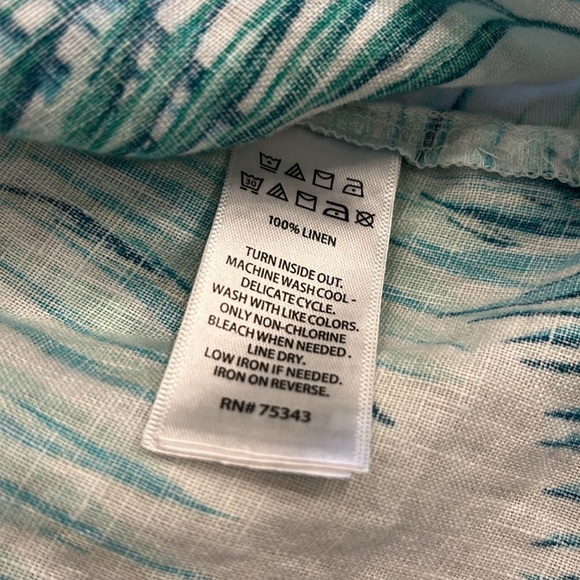 30
100% LINEN
TURN INSIDE OUT.
MACHINE WASH COOL -
DELICATE CYCLE.
WASH WITH LIKE COLORS.
ONLY NON-CHLORINE
BLEACH WHEN NEEDED.
LINE DRY.
LOW IRON IF NEEDED.
IRON ON REVERSE.
RN# 75343